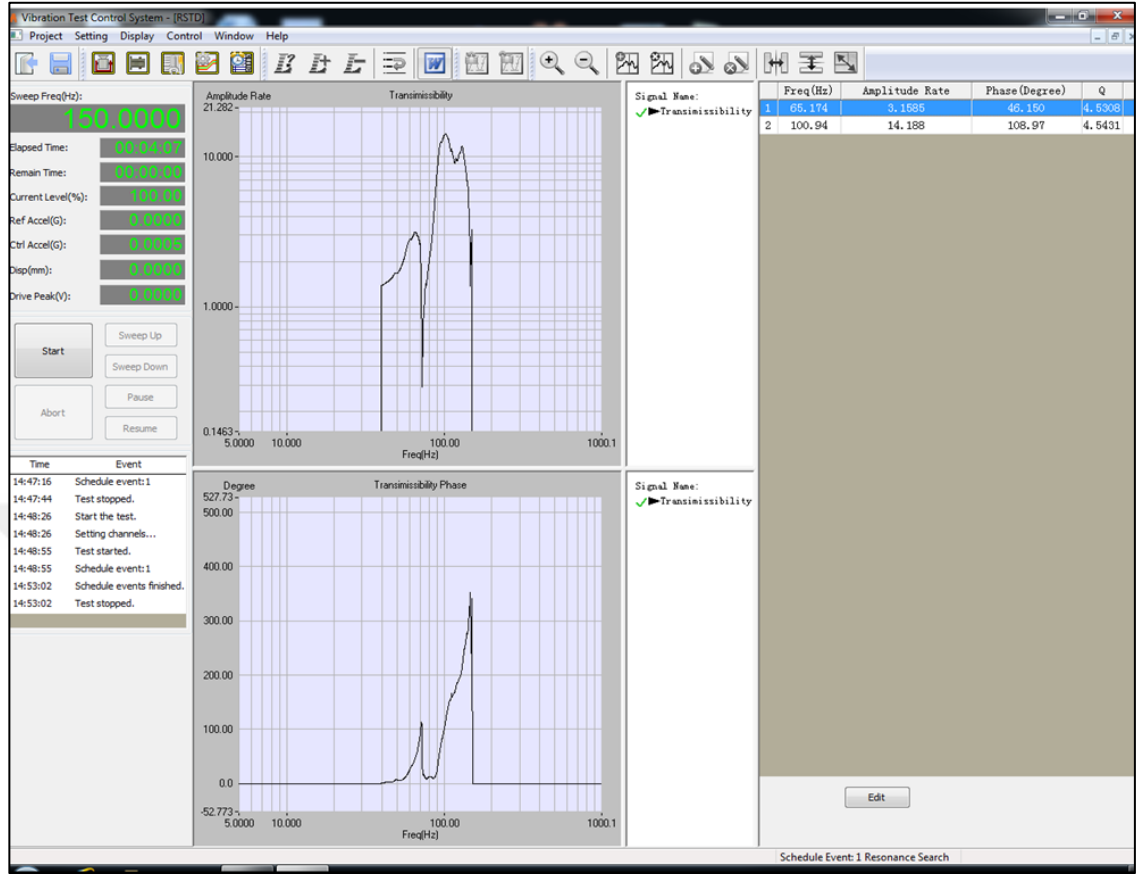 Vibration Test Control System - [RSTD]
Project Setting Display Control Window Help
Sweep Freq(Hz):
150.0000
Elapsed Time: 00:04:07
Remain Time: 00:00:00
Current Level(%): 100.00
Ref Accel(G): 0.0000
Ctrl Accel(G): 0.0005
Disp(mm): 0.0000
Drive Peak(V): 0.0000
Start
Sweep Up
Sweep Down
Abort
Pause
Resume
Time Event
14:47:16 Schedule event:1
14:47:44 Test stopped.
14:48:26 Start the test.
14:48:26 Setting channels...
14:48:55 Test started.
14:48:55 Schedule event:1
14:53:02 Schedule events finished.
14:53:02 Test stopped.
Amplitude Rate Transimissibility
21.282
10.000
1.0000
0.1463
5.0000 10.000 100.00 1000.1
Freq(Hz)
Signal Name:
Transimissibility
Degree Transimissibility Phase
527.73
500.00
400.00
300.00
200.00
100.00
0.0
-52.773
5.0000 10.000 100.00 1000.1
Freq(Hz)
Signal Name:
Transimissibility
Freq(Hz) Amplitude Rate Phase(Degree) Q
1 65.174 3.1585 46.150 4.5308
2 100.94 14.188 108.97 4.5431
Edit
Schedule Event: 1 Resonance Search